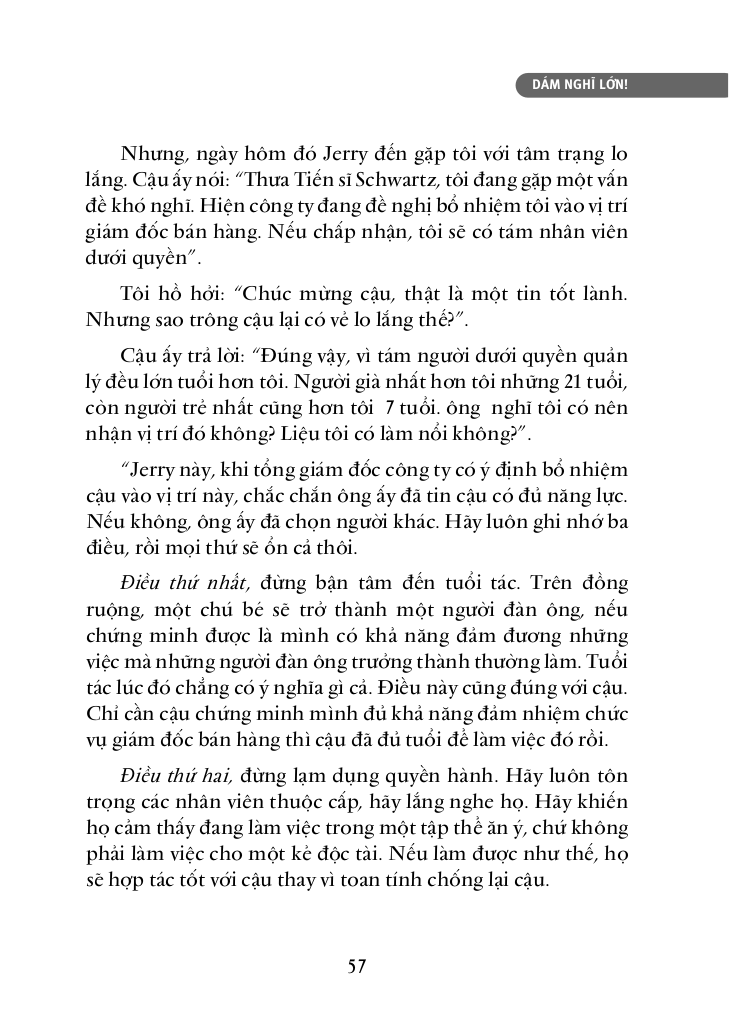 DÁM NGHĨ LỚN!
Nhưng, ngày hôm đó Jerry đến gặp tôi với tâm trạng lo
lắng. Cậu ấy nói: “Thưa Tiến sĩ Schwartz, tôi đang gặp một vấn
đề khó nghĩ. Hiện công ty đang đề nghị bổ nhiệm tôi vào vị trí
giám đốc bán hàng. Nếu chấp nhận, tôi sẽ có tám nhân viên
dưới quyền”.
Tôi hồ hởi: “Chúc mừng cậu, thật là một tin tốt lành.
Nhưng sao trông cậu lại có vẻ lo lắng thế?”.
Cậu ấy trả lời: “Đúng vậy, vì tám người dưới quyền quản
lý đều lớn tuổi hơn tôi. Người già nhất hơn tôi những 21 tuổi,
còn người trẻ nhất cũng hơn tôi 7 tuổi. ông nghĩ tôi có nên
nhận vị trí đó không? Liệu tôi có làm nổi không?”.
“Jerry này, khi tổng giám đốc công ty có ý định bổ nhiệm
cậu vào vị trí này, chắc chắn ông ấy đã tin cậu có đủ năng lực.
Nếu không, ông ấy đã chọn người khác. Hãy luôn ghi nhớ ba
điều, rồi mọi thứ sẽ ổn cả thôi.
Điều thứ nhất, đừng bận tâm đến tuổi tác. Trên đồng
ruộng, một chú bé sẽ trở thành một người đàn ông, nếu
chứng minh được là mình có khả năng đảm đương những
việc mà những người đàn ông trưởng thành thường làm. Tuổi
tác lúc đó chẳng có ý nghĩa gì cả. Điều này cũng đúng với cậu.
Chỉ cần cậu chứng minh mình đủ khả năng đảm nhiệm chức
vụ giám đốc bán hàng thì cậu đã đủ tuổi để làm việc đó rồi.
Điều thứ hai, đừng lạm dụng quyền hành. Hãy luôn tôn
trọng các nhân viên thuộc cấp, hãy lắng nghe họ. Hãy khiến
họ cảm thấy đang làm việc trong một tập thể ăn ý, chứ không
phải làm việc cho một kẻ độc tài. Nếu làm được như thế, họ
sẽ hợp tác tốt với cậu thay vì toan tính chống lại cậu.
57